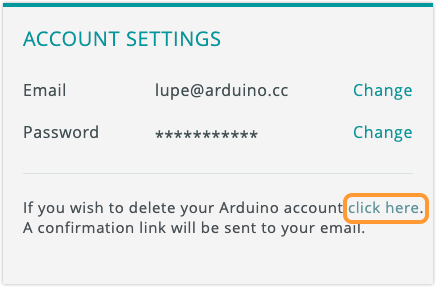 ACCOUNT SETTINGS
Email lupe@arduino.cc Change
Password *********** Change
If you wish to delete your Arduino account click here.
A confirmation link will be sent to your email.